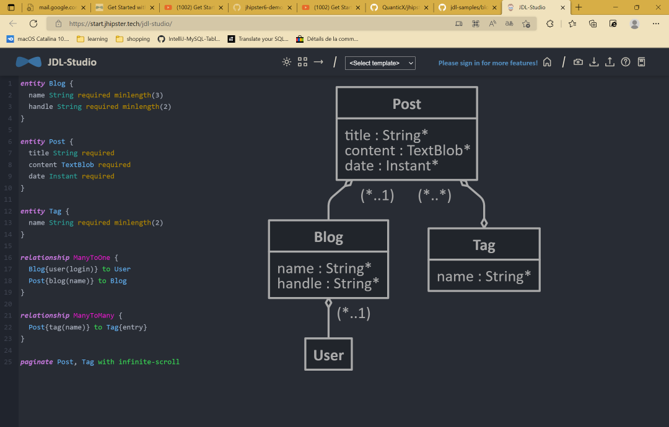 mail.google.co
Get Started wit
(1002) Get Star
jhipster6-demo
(1002) Get Star
QuanticX/jhips
jdl-samples/bl
JDL-Studio
https://start.jhipster.tech/jdl-studio/
macOS Catalina 10....
learning
shopping
IntelliJ-MySQL-Tabl...
Translate your SQL...
Détails de la comm...
JDL-Studio
<Select template>
Please sign in for more features!
1 entity Blog {
2 name String required minlength(3)
3 handle String required minlength(2)
4 }
5
6 entity Post {
7 title String required
8 content TextBlob required
9 date Instant required
10 }
11
12 entity Tag {
13 name String required minlength(2)
14 }
15
16 relationship ManyToOne {
17 Blog{user(login)} to User
18 Post{blog(name)} to Blog
19 }
20
21 relationship ManyToMany {
22 Post{tag(name)} to Tag{entry}
23 }
24
25 paginate Post, Tag with infinite-scroll
Post
title : String*
content : TextBlob*
date : Instant*
(*..1)
(*..*)
Blog
name : String*
handle : String*
Tag
name : String*
(*..1)
User